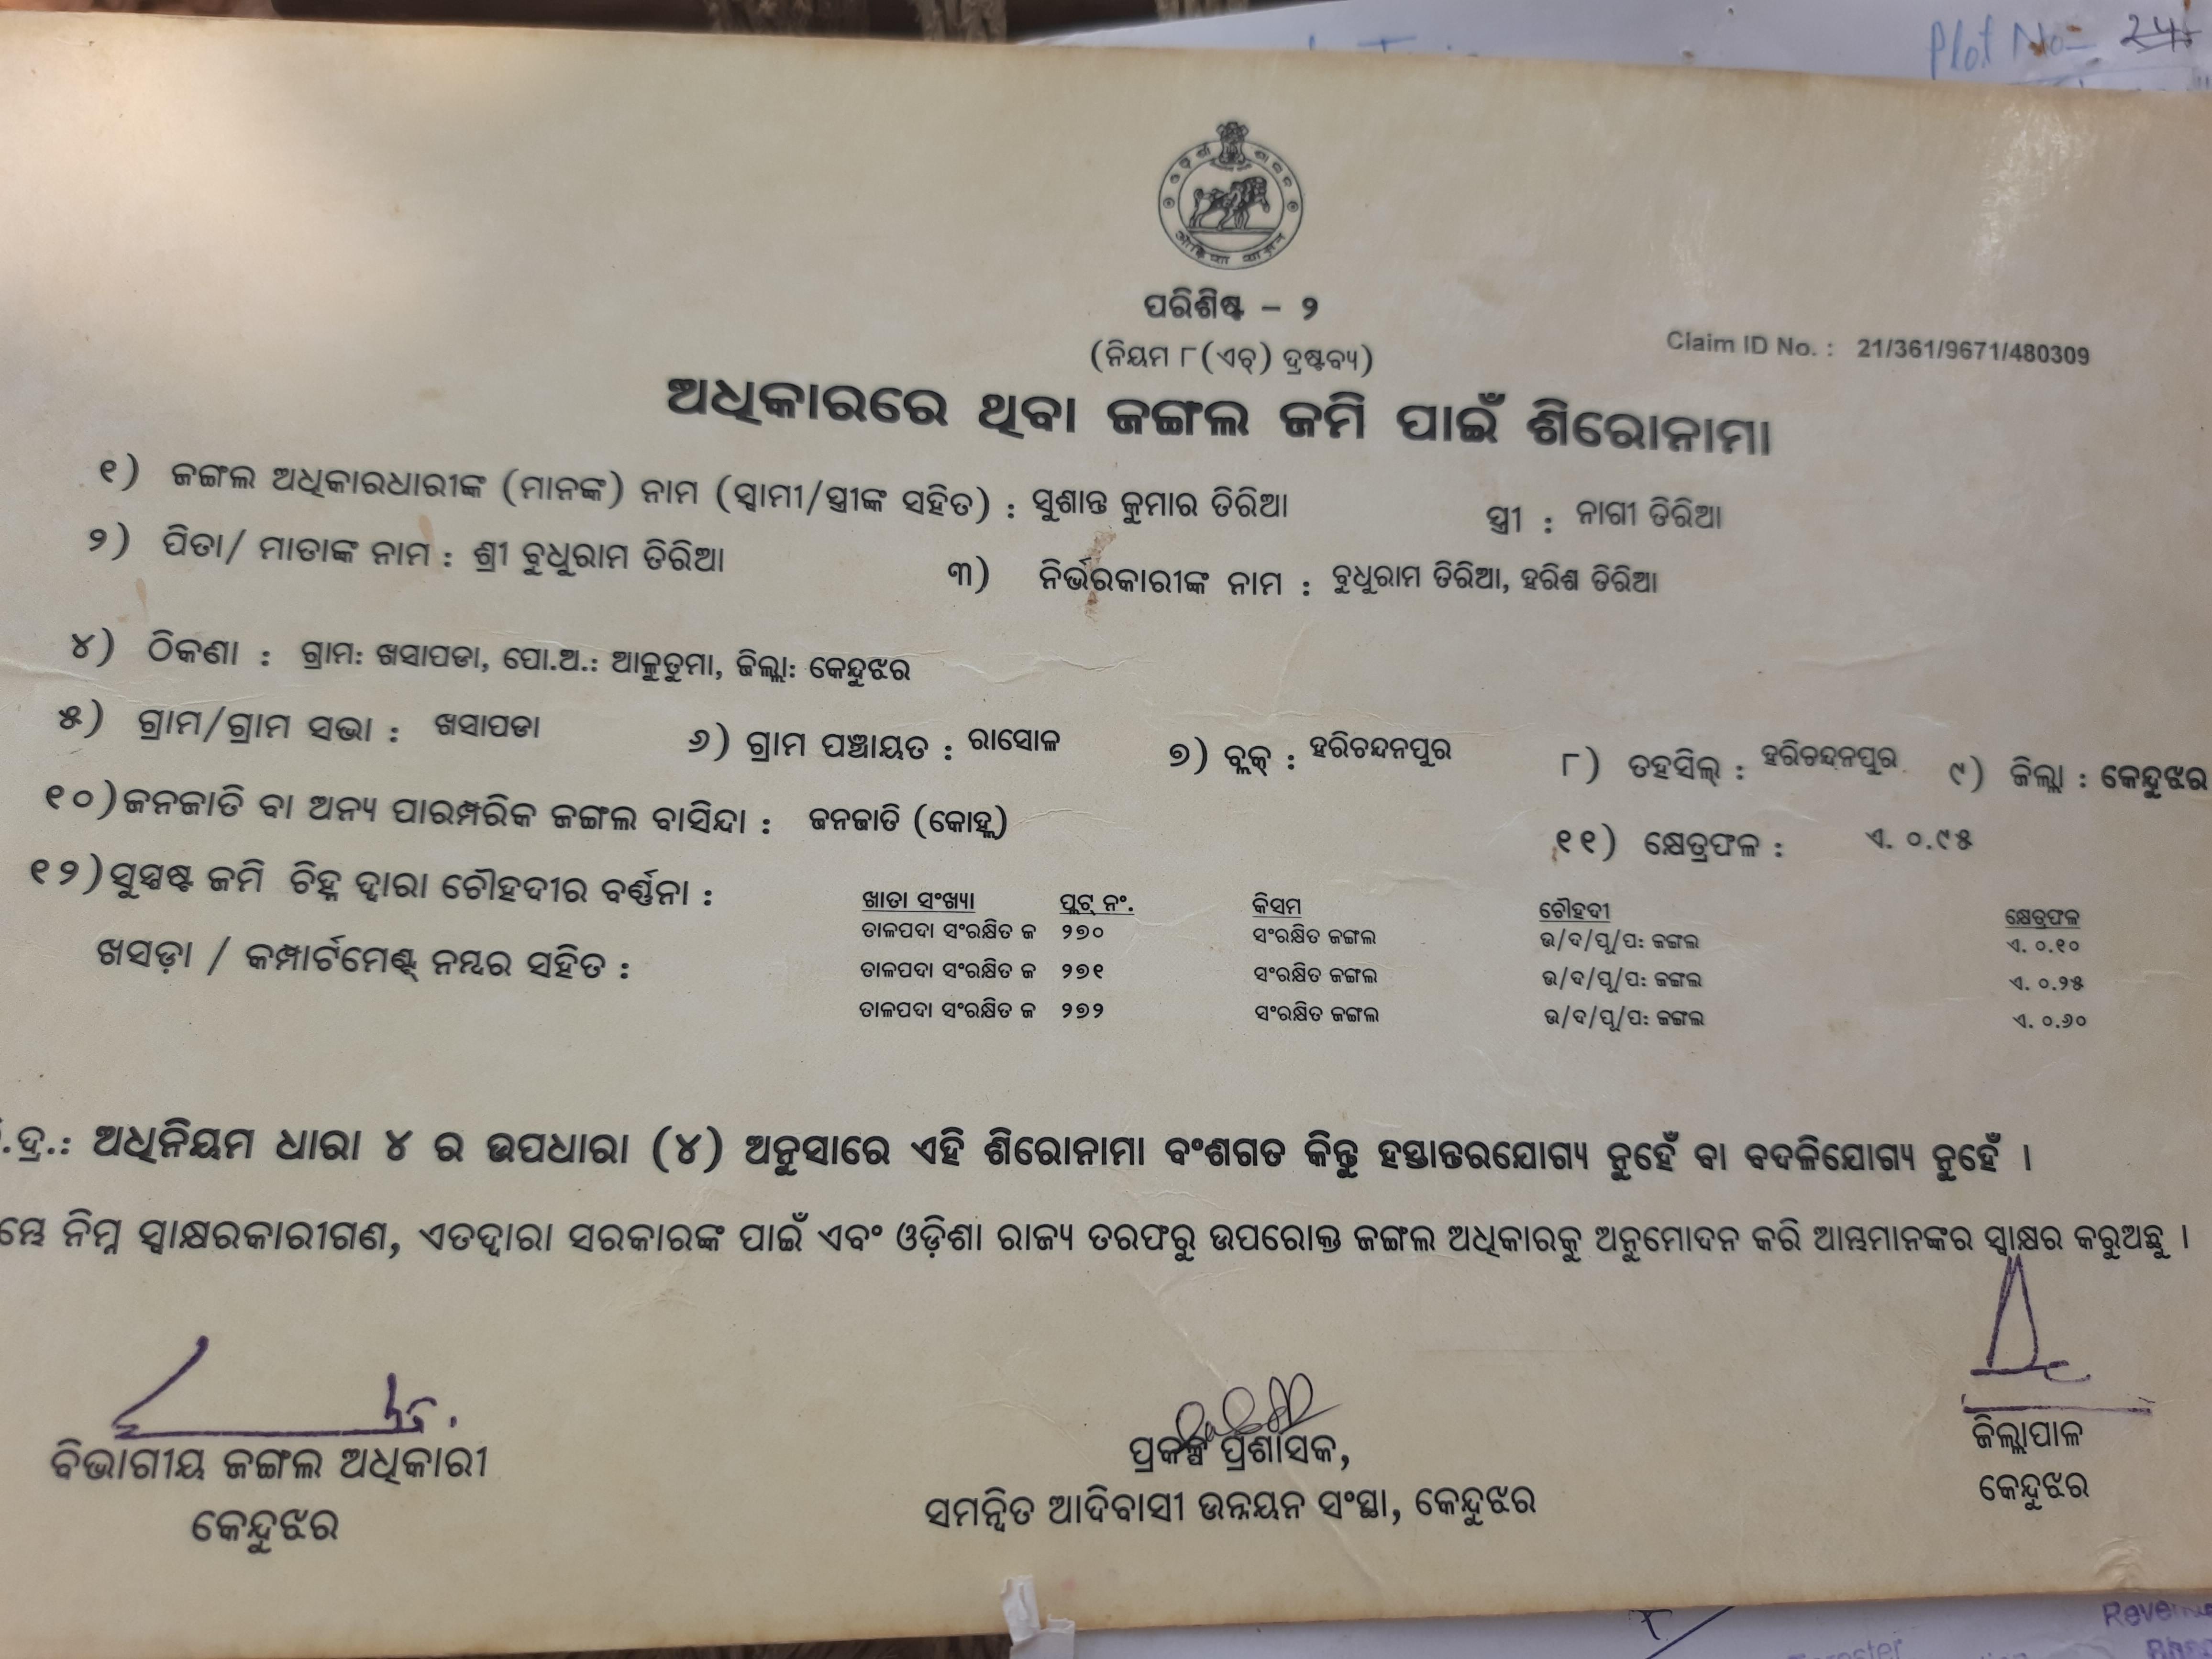 Plot No - 24
ପରିଶିଷ୍ଟ – ୨
(ନିୟମ ୮(ଏଚ୍) ଦ୍ରଷ୍ଟବ୍ୟ)
Claim ID No. : 21/361/9671/480309
ଅଧିକାରରେ ଥିବା ଜଙ୍ଗଲ ଜମି ପାଇଁ ଶିରୋନାମା
୧) ଜଙ୍ଗଲ ଅଧିକାରଧାରୀଙ୍କ (ମାନଙ୍କ) ନାମ (ସ୍ୱାମୀ/ସ୍ତ୍ରୀଙ୍କ ସହିତ) : ସୁଶାନ୍ତ କୁମାର ତିରିଆ ସ୍ତ୍ରୀ : ନାଗୀ ତିରିଆ
୨) ପିତା/ ମାତାଙ୍କ ନାମ : ଶ୍ରୀ ବୁଧୁରାମ ତିରିଆ ୩) ନିର୍ଭରକାରୀଙ୍କ ନାମ : ବୁଧୁରାମ ତିରିଆ, ହରିଶ ତିରିଆ
୪) ଠିକଣା : ଗ୍ରାମ: ଖସାପଡା, ପୋ.ଅ.: ଆକୁତୁମା, ଜିଲ୍ଲା: କେନ୍ଦୁଝର
୫) ଗ୍ରାମ/ଗ୍ରାମ ସଭା : ଖସାପଡା ୬) ଗ୍ରାମ ପଞ୍ଚାୟତ : ରାସୋଳ ୭) ବ୍ଲକ୍ : ହରିଚନ୍ଦନପୁର ୮) ତହସିଲ୍ : ହରିଚନ୍ଦନପୁର ୯) ଜିଲ୍ଲା : କେନ୍ଦୁଝର
୧୦) ଜନଜାତି ବା ଅନ୍ୟ ପାରମ୍ପରିକ ଜଙ୍ଗଲ ବାସିନ୍ଦା : ଜନଜାତି (କୋହ୍ଲ) ୧୧) କ୍ଷେତ୍ରଫଳ : ଏ. ୦.୯୫
୧୨) ସୁସ୍ପଷ୍ଟ ଜମି ଚିହ୍ନ ଦ୍ୱାରା ଚୌହଦୀର ବର୍ଣ୍ଣନା :
ଖସଡ଼ା / କମ୍ପାର୍ଟମେଣ୍ଟ ନମ୍ବର ସହିତ :
ଖାତା ସଂଖ୍ୟା ପ୍ଲଟ୍ ନଂ. କିସମ ଚୌହଦୀ କ୍ଷେତ୍ରଫଳ
ତାଳପଦା ସଂରକ୍ଷିତ ଜ ୨୭୦ ସଂରକ୍ଷିତ ଜଙ୍ଗଲ ଉ/ଦ/ପୂ/ପ: ଜଙ୍ଗଲ ଏ. ୦.୧୦
ତାଳପଦା ସଂରକ୍ଷିତ ଜ ୨୭୧ ସଂରକ୍ଷିତ ଜଙ୍ଗଲ ଉ/ଦ/ପୂ/ପ: ଜଙ୍ଗଲ ଏ. ୦.୨୫
ତାଳପଦା ସଂରକ୍ଷିତ ଜ ୨୭୨ ସଂରକ୍ଷିତ ଜଙ୍ଗଲ ଉ/ଦ/ପୂ/ପ: ଜଙ୍ଗଲ ଏ. ୦.୬୦
.ଦ୍ର.: ଅଧିନିୟମ ଧାରା ୪ ର ଉପଧାରା (୪) ଅନୁସାରେ ଏହି ଶିରୋନାମା ବଂଶଗତ କିନ୍ତୁ ହସ୍ତାନ୍ତରଯୋଗ୍ୟ ନୁହେଁ ବା ବଦଳିଯୋଗ୍ୟ ନୁହେଁ ।
ମ୍ଭେ ନିମ୍ନ ସ୍ୱାକ୍ଷରକାରୀଗଣ, ଏତଦ୍ୱାରା ସରକାରଙ୍କ ପାଇଁ ଏବଂ ଓଡ଼ିଶା ରାଜ୍ୟ ତରଫରୁ ଉପରୋକ୍ତ ଜଙ୍ଗଲ ଅଧିକାରକୁ ଅନୁମୋଦନ କରି ଆମ୍ଭମାନଙ୍କର ସ୍ୱାକ୍ଷର କରୁଅଛୁ ।
ବିଭାଗୀୟ ଜଙ୍ଗଲ ଅଧିକାରୀ
କେନ୍ଦୁଝର
ପ୍ରକଳ୍ପ ପ୍ରଶାସକ,
ସମନ୍ୱିତ ଆଦିବାସୀ ଉନ୍ନୟନ ସଂସ୍ଥା, କେନ୍ଦୁଝର
ଜିଲ୍ଲାପାଳ
କେନ୍ଦୁଝର